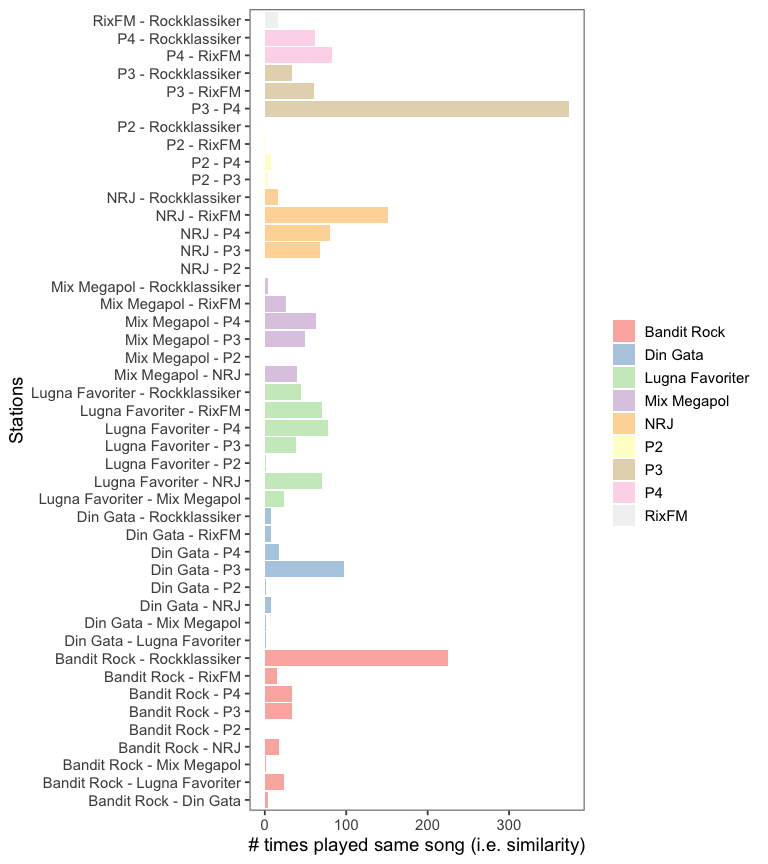 RixFM - Rockklassiker
P4 - Rockklassiker
P4 - RixFM
P3 - Rockklassiker
P3 - RixFM
P3 - P4
P2 - Rockklassiker
P2 - RixFM
P2 - P4
P2 - P3
NRJ - Rockklassiker
NRJ - RixFM
NRJ - P4
NRJ - P3
NRJ - P2
Mix Megapol - Rockklassiker
Mix Megapol - RixFM
Mix Megapol - P4
Mix Megapol - P3
Mix Megapol - P2
Mix Megapol - NRJ
Lugna Favoriter - Rockklassiker
Lugna Favoriter - RixFM
Lugna Favoriter - P4
Lugna Favoriter - P3
Lugna Favoriter - P2
Lugna Favoriter - NRJ
Lugna Favoriter - Mix Megapol
Din Gata - Rockklassiker
Din Gata - RixFM
Din Gata - P4
Din Gata - P3
Din Gata - P2
Din Gata - NRJ
Din Gata - Mix Megapol
Din Gata - Lugna Favoriter
Bandit Rock - Rockklassiker
Bandit Rock - RixFM
Bandit Rock - P4
Bandit Rock - P3
Bandit Rock - P2
Bandit Rock - NRJ
Bandit Rock - Mix Megapol
Bandit Rock - Lugna Favoriter
Bandit Rock - Din Gata
Stations
0 100 200 300
# times played same song (i.e. similarity)
Bandit Rock
Din Gata
Lugna Favoriter
Mix Megapol
NRJ
P2
P3
P4
RixFM